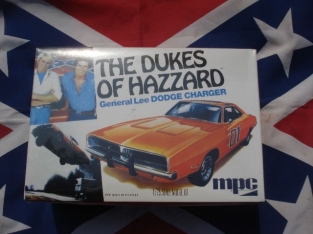 THE DUKES
OF HAZZARD
General Lee DODGE CHARGER
01
mpc